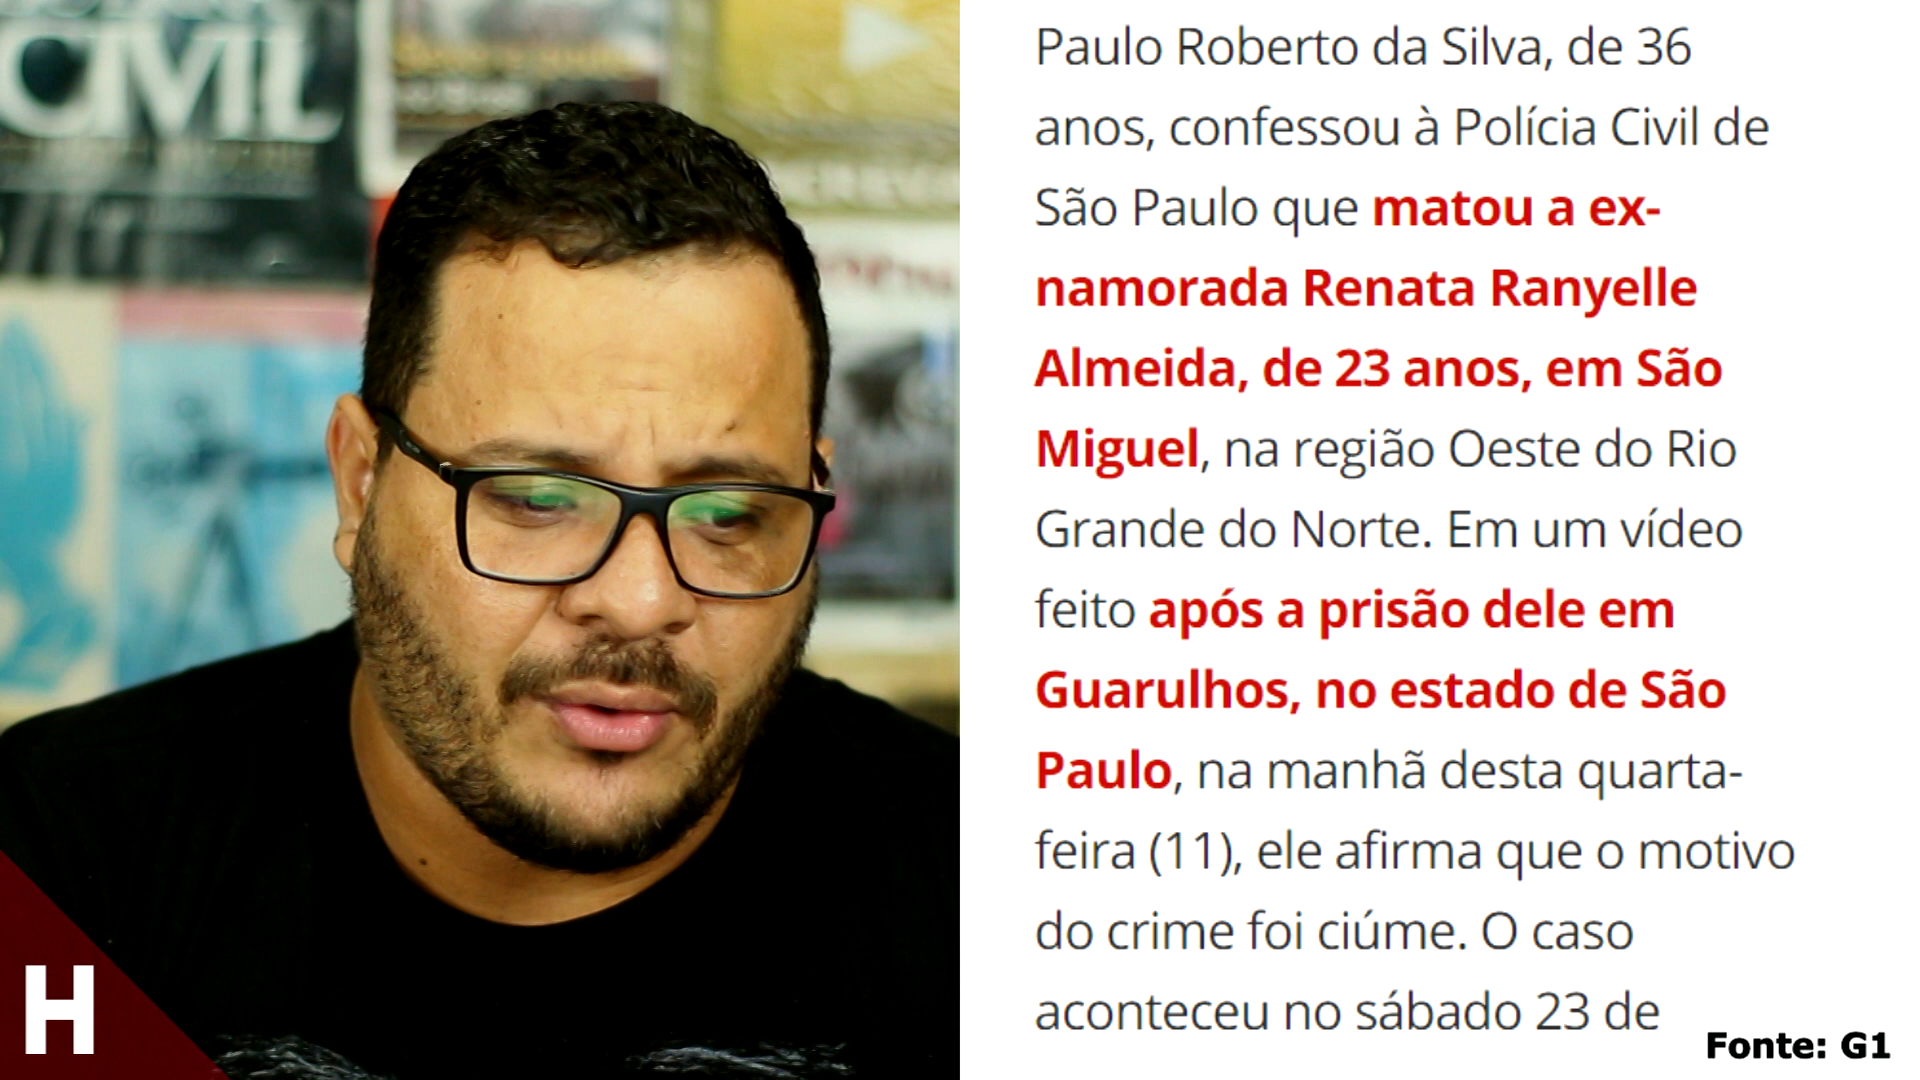 CIVIL
Paulo Roberto da Silva, de 36
anos, confessou à Polícia Civil de
São Paulo que matou a ex-
namorada Renata Ranyelle
Almeida, de 23 anos, em São
Miguel, na região Oeste do Rio
Grande do Norte. Em um vídeo
feito após a prisão dele em
Guarulhos, no estado de São
Paulo, na manhã desta quarta-
feira (11), ele afirma que o motivo
do crime foi ciúme. O caso
aconteceu no sábado 23 de
H
Fonte: G1